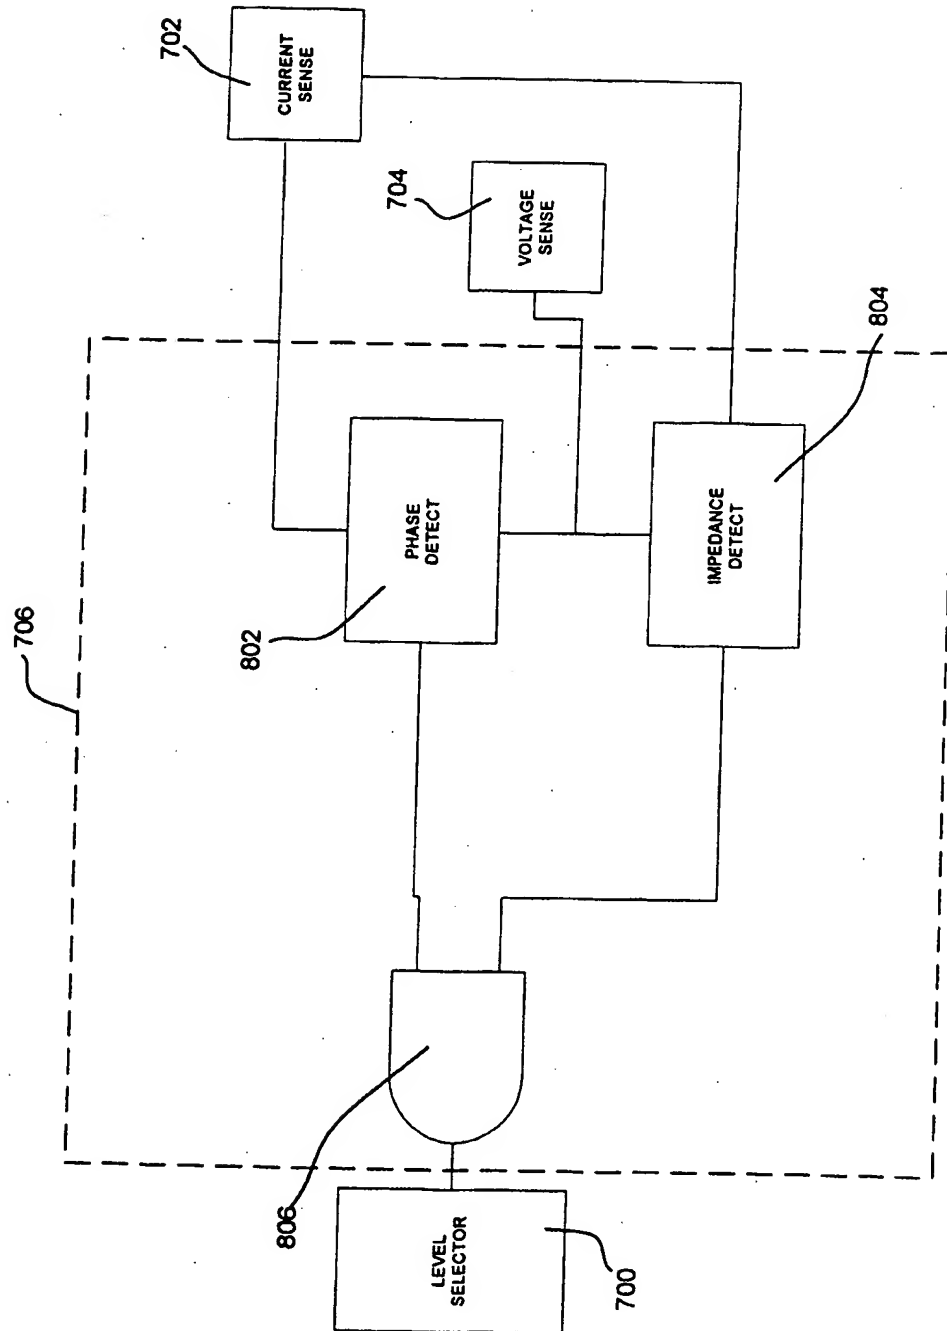 702
CURRENT
SENSE
704
VOLTAGE
SENSE
804
706
PHASE
DETECT
802
IMPEDANCE
DETECT
806
LEVEL
SELECTOR
700